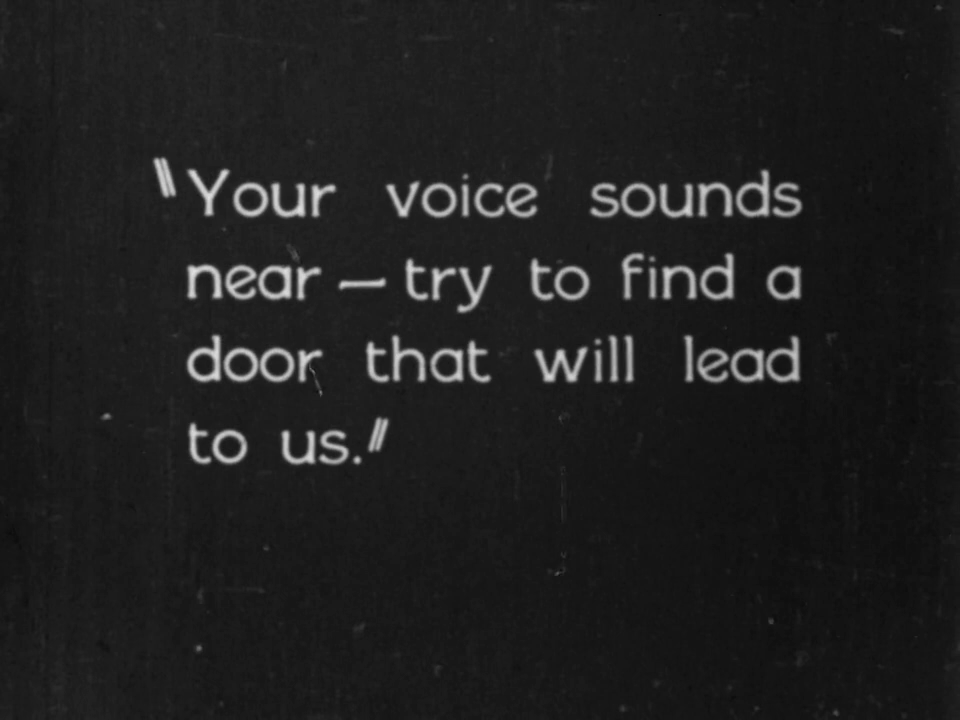 "Your voice sounds
near — try to find a
door that will lead
to us."